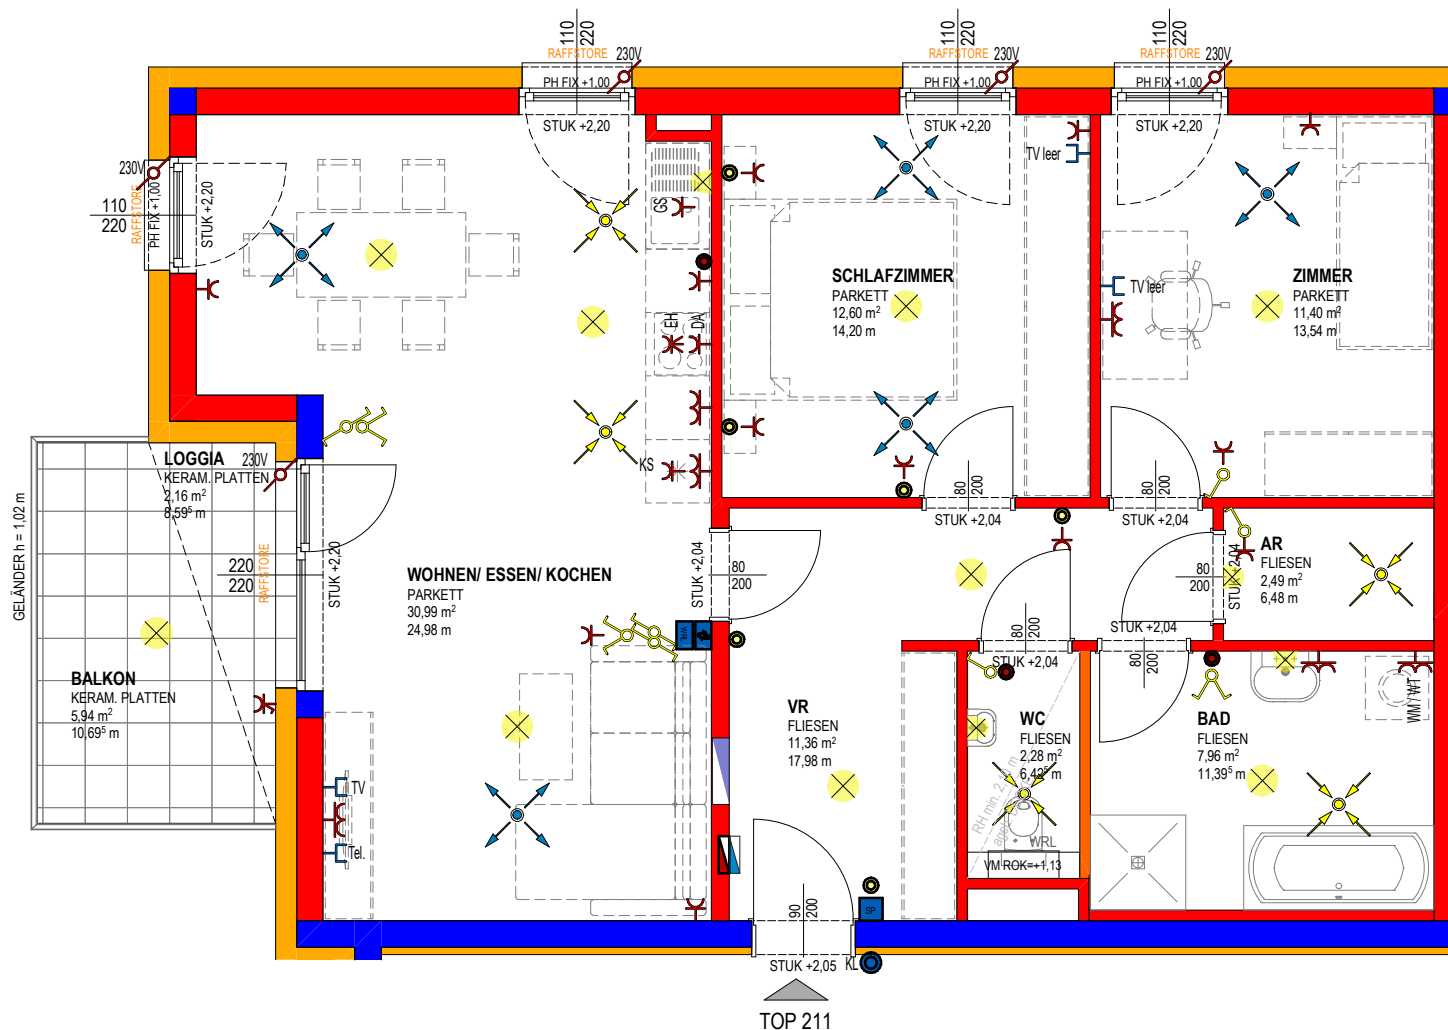 110
220
RAFFSTORE 230V
PH FIX +1,00
STUK +2,20
110
220
RAFFSTORE 230V
PH FIX +1,00
STUK +2,20
110
220
RAFFSTORE 230V
PH FIX +1,00
STUK +2,20
230V
RAFFSTORE
110
220
PH FIX +1,00
STUK +2,20
GS
EH
DA
KS
TV leer
SCHLAFZIMMER
PARKETT
12,60 m²
14,20 m
TV leer
ZIMMER
PARKETT
11,40 m²
13,54 m
LOGGIA
KERAM. PLATTEN
2,16 m²
8,59⁵ m
230V
GELÄNDER h = 1,02 m
220
220
RAFFSTORE
STUK +2,20
WOHNEN/ ESSEN/ KOCHEN
PARKETT
30,99 m²
24,98 m
STUK +2,04
80
200
80
200
STUK +2,04
80
200
STUK +2,04
80
200
STUK +2,04
AR
FLIESEN
2,49 m²
6,48 m
80
200
STUK +2,04
80
200
STUK +2,04
BALKON
KERAM. PLATTEN
5,94 m²
10,69⁵ m
WRL
VR
FLIESEN
11,36 m²
17,98 m
WC
FLIESEN
2,28 m²
6,42⁵ m
RH min. 2,10 m
WRL
VM ROK=+1,13
BAD
FLIESEN
7,96 m²
11,39⁵ m
WM / WT
TV
Tel.
90
200
STUK +2,05
SP
KL
TOP 211